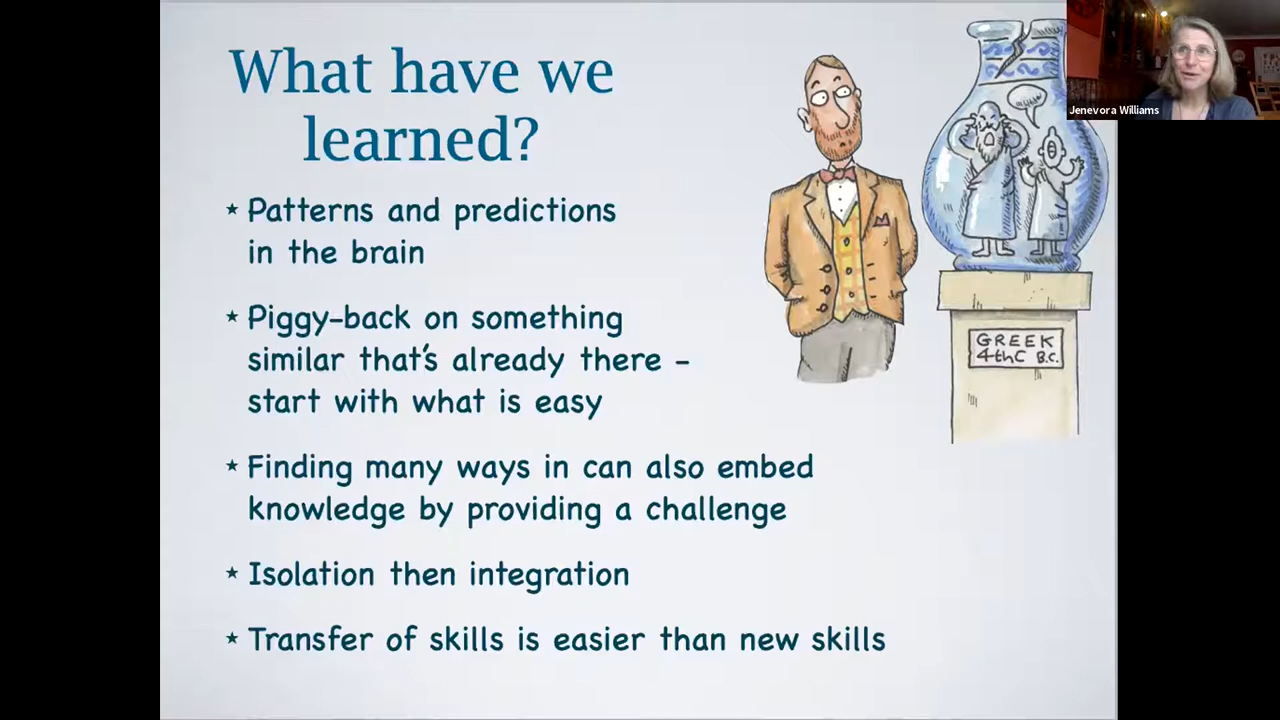 What have we
learned?
★ Patterns and predictions
in the brain
★ Piggy-back on something
similar that's already there -
start with what is easy
★ Finding many ways in can also embed
knowledge by providing a challenge
★ Isolation then integration
★ Transfer of skills is easier than new skills
GREEK
4thC B.C.
Jenevora Williams